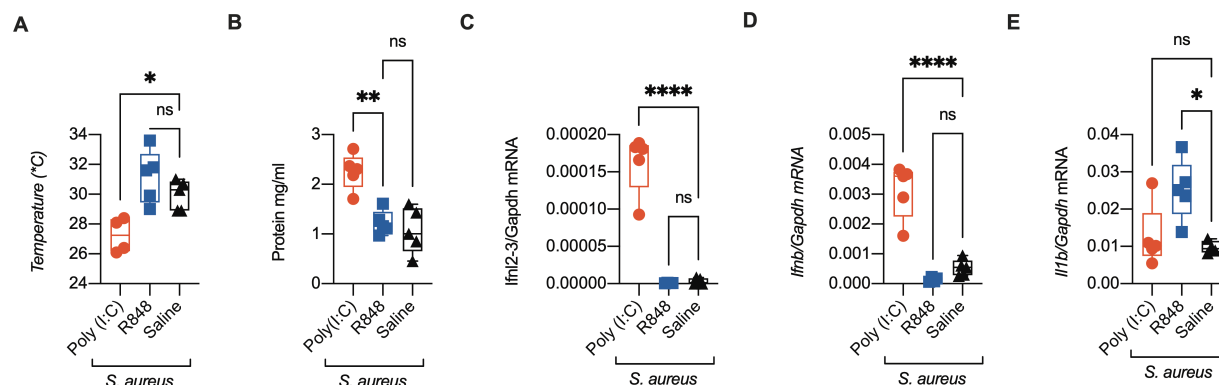 A
B
C
D
E
ns
ns
****
****
*
**
ns
*
ns
ns
Temperature (*C)
34
32
30
28
26
24
Poly (I:C)
R848
Saline
S. aureus
Protein mg/ml
3
2
1
0
Poly(I:C)
R848
Saline
S. aureus
Ifnl2-3/Gapdh mRNA
0.00020
0.00015
0.00010
0.00005
0.00000
Poly (I:C)
R848
Saline
S. aureus
Ifnb/Gapdh mRNA
0.005
0.004
0.003
0.002
0.001
0.000
Poly (I:C)
R848
Saline
S. aureus
Il1b/Gapdh mRNA
0.04
0.03
0.02
0.01
0.00
Poly (I:C)
R848
Saline
S. aureus